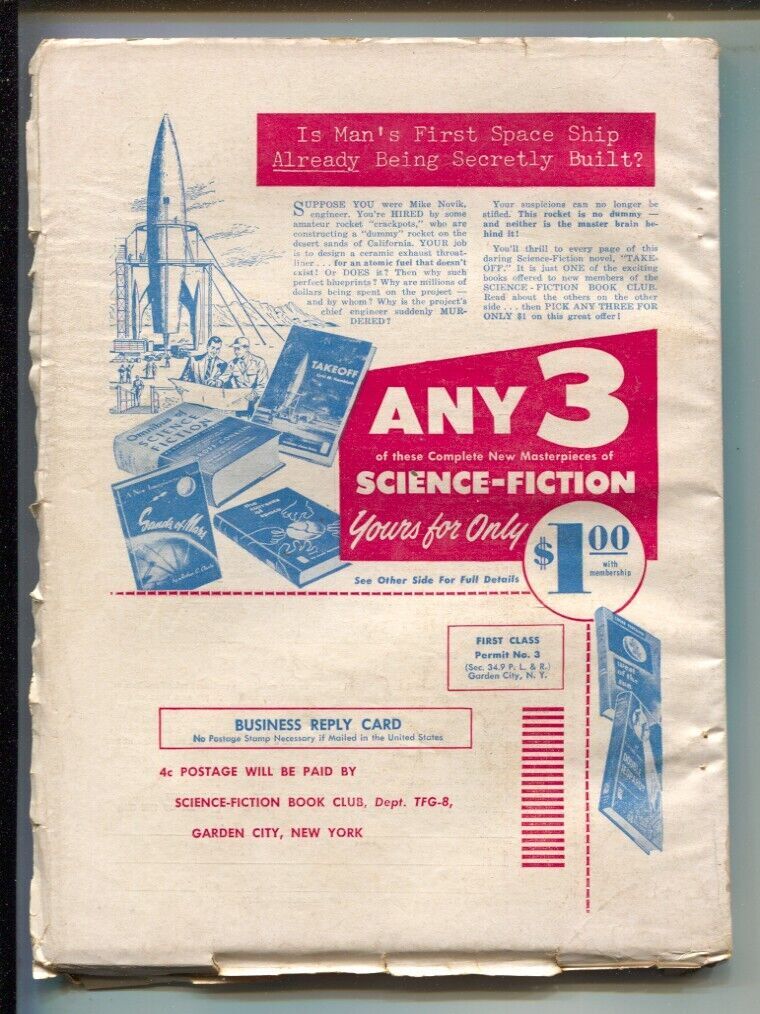 Is Man's First Space Ship
Already Being Secretly Built?
SUPPOSE YOU were Mike Novik,
engineer. You're HIRED by some
amateur rocket "crackpots," who are
constructing a "dummy" rocket on the
desert sands of California. YOUR job
is to design a ceramic exhaust throat-
liner . . . for an atomic fuel that doesn't
exist! Or DOES it? Then why such
perfect blueprints? Why are millions of
dollars being spent on the project —
and by whom? Why is the project's
chief engineer suddenly MUR-
DERED?
Your suspicions can no longer be
stifled. This rocket is no dummy —
and neither is the master brain be-
hind it!
You'll thrill to every page of this
daring Science-Fiction novel, "TAKE-
OFF." It is just ONE of the exciting
books offered to new members of the
SCIENCE-FICTION BOOK CLUB.
Read about the others on the other
side . . . then PICK ANY THREE FOR
ONLY $1 on this great offer!
TAKEOFF
Omnibus of
SCIENCE
FICTION
Sands of Mars
by Arthur C. Clarke
the currents
of space
ANY 3
of these Complete New Masterpieces of
SCIENCE-FICTION
Yours for Only
$1.00
with
membership
See Other Side For Full Details
FIRST CLASS
Permit No. 3
(Sec. 34.9 P. L. & R.)
Garden City, N. Y.
west
of the
sun
BUSINESS REPLY CARD
No Postage Stamp Necessary if Mailed in the United States
4c POSTAGE WILL BE PAID BY
SCIENCE-FICTION BOOK CLUB, Dept. TFG-8,
GARDEN CITY, NEW YORK